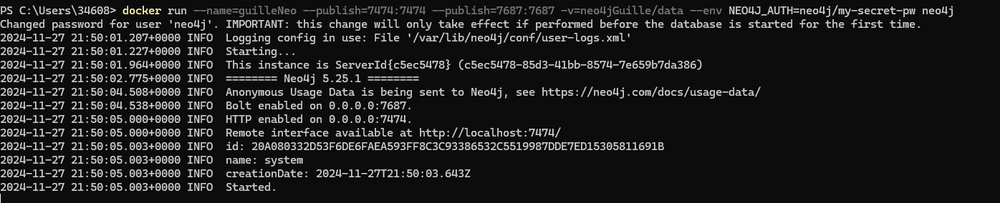 PS C:\Users\34608> docker run --name=guilleNeo --publish=7474:7474 --publish=7687:7687 -v=neo4jGuille/data --env NEO4J_AUTH=neo4j/my-secret-pw neo4j
Changed password for user 'neo4j'. IMPORTANT: this change will only take effect if performed before the database is started for the first time.
2024-11-27 21:50:01.207+0000 INFO  Logging config in use: File '/var/lib/neo4j/conf/user-logs.xml'
2024-11-27 21:50:01.227+0000 INFO  Starting...
2024-11-27 21:50:01.964+0000 INFO  This instance is ServerId{c5ec5478} (c5ec5478-85d3-41bb-8574-7e659b7da386)
2024-11-27 21:50:02.775+0000 INFO  ======== Neo4j 5.25.1 ========
2024-11-27 21:50:04.508+0000 INFO  Anonymous Usage Data is being sent to Neo4j, see https://neo4j.com/docs/usage-data/
2024-11-27 21:50:04.538+0000 INFO  Bolt enabled on 0.0.0.0:7687.
2024-11-27 21:50:05.000+0000 INFO  HTTP enabled on 0.0.0.0:7474.
2024-11-27 21:50:05.000+0000 INFO  Remote interface available at http://localhost:7474/
2024-11-27 21:50:05.003+0000 INFO  id: 20A080332D53F6DE6FAEA593FF8C3C93386532C5519987DDE7ED15305811691B
2024-11-27 21:50:05.003+0000 INFO  name: system
2024-11-27 21:50:05.003+0000 INFO  creationDate: 2024-11-27T21:50:03.643Z
2024-11-27 21:50:05.003+0000 INFO  Started.